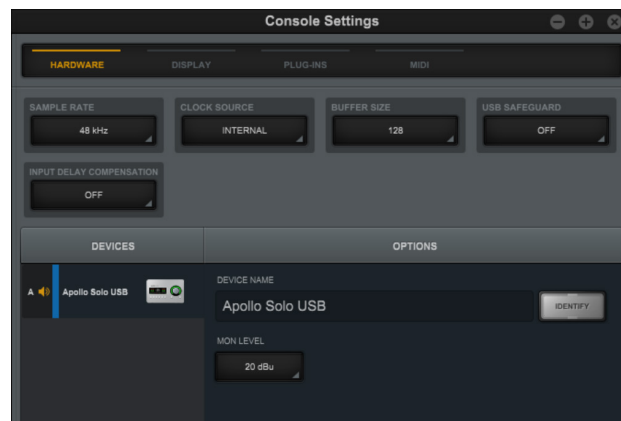 Console Settings
HARDWARE DISPLAY PLUG-INS MIDI
SAMPLE RATE CLOCK SOURCE BUFFER SIZE USB SAFEGUARD
48 kHz INTERNAL 128 OFF
INPUT DELAY COMPENSATION
OFF
DEVICES OPTIONS
DEVICE NAME
A Apollo Solo USB Apollo Solo USB IDENTIFY
MON LEVEL
20 dBu